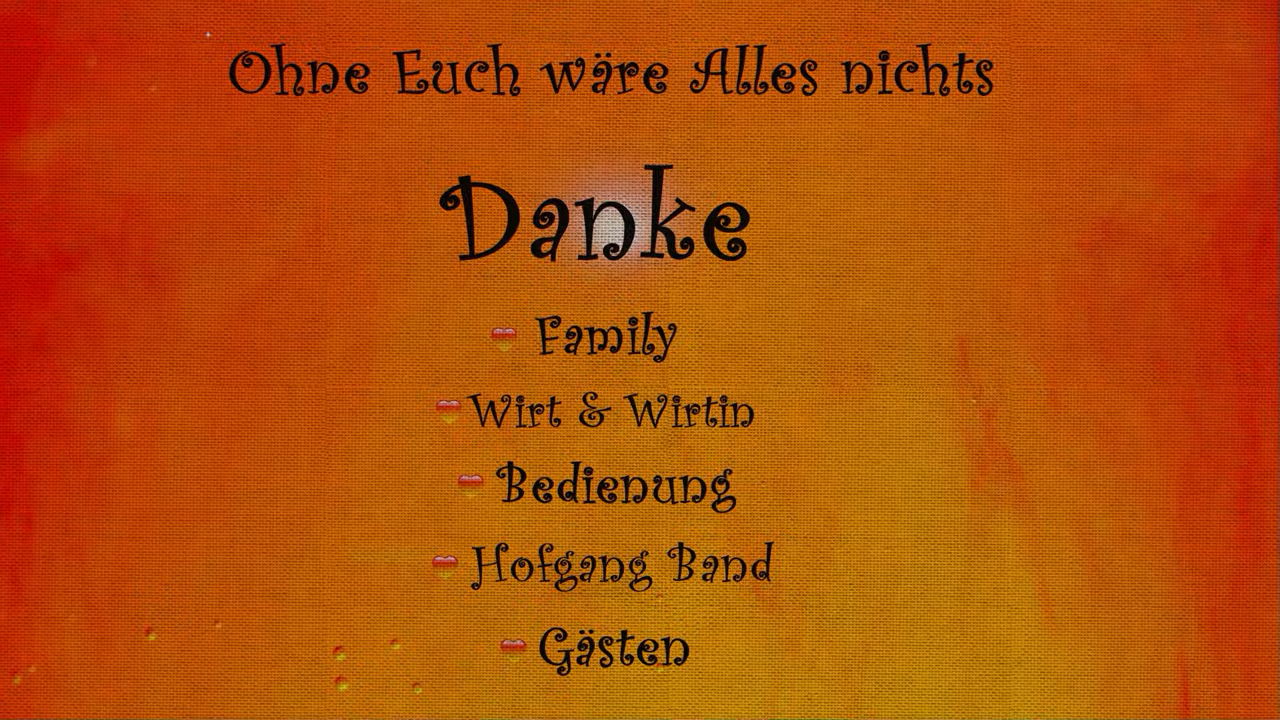 Ohne Euch wäre Alles nichts
Danke
Family
Wirt & Wirtin
Bedienung
Hofgang Band
Gästen